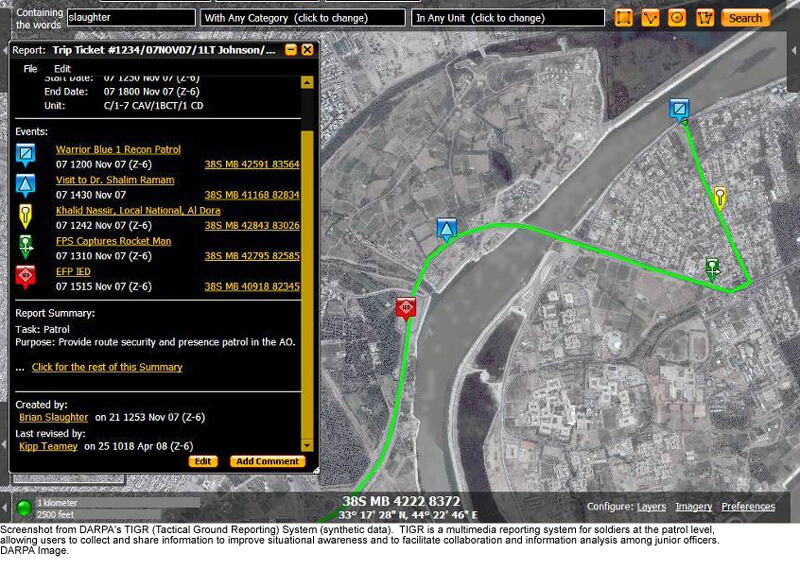 Containing
the words
slaughter
With Any Category (click to change)
In Any Unit (click to change)
Search
Report: Trip Ticket #1234/07NOV07/1LT Johnson/...
File Edit
Start Date: 07 1250 Nov 07 (Z-6)
End Date: 07 1800 Nov 07 (Z-6)
Unit: C/1-7 CAV/1BCT/1 CD
Events:
Warrior Blue 1 Recon Patrol
07 1200 Nov 07 (Z-6) 38S MB 42591 83564
Visit to Dr. Shalim Ramam
07 1430 Nov 07 38S MB 41168 82834
Khalid Nassir, Local National, Al Dora
07 1242 Nov 07 (Z-6) 38S MB 42843 83026
FPS Captures Rocket Man
07 1310 Nov 07 (Z-6) 38S MB 42795 82585
IED
EFP IED
07 1515 Nov 07 (Z-6) 38S MB 40918 82345
Report Summary:
Task: Patrol
Purpose: Provide route security and presence patrol in the AO.
... Click for the rest of this Summary
Created by:
Brian Slaughter on 21 1253 Nov 07 (Z-6)
Last revised by:
Kipp Teamey on 25 1018 Apr 08 (Z-6)
Edit Add Comment
IED
1 kilometer
2500 feet
38S MB 4222 8372
33° 17' 28" N, 44° 22' 46" E
Configure: Layers Imagery Preferences
Screenshot from DARPA's TIGR (Tactical Ground Reporting) System (synthetic data). TIGR is a multimedia reporting system for soldiers at the patrol level,
allowing users to collect and share information to improve situational awareness and to facilitate collaboration and information analysis among junior officers.
DARPA Image.